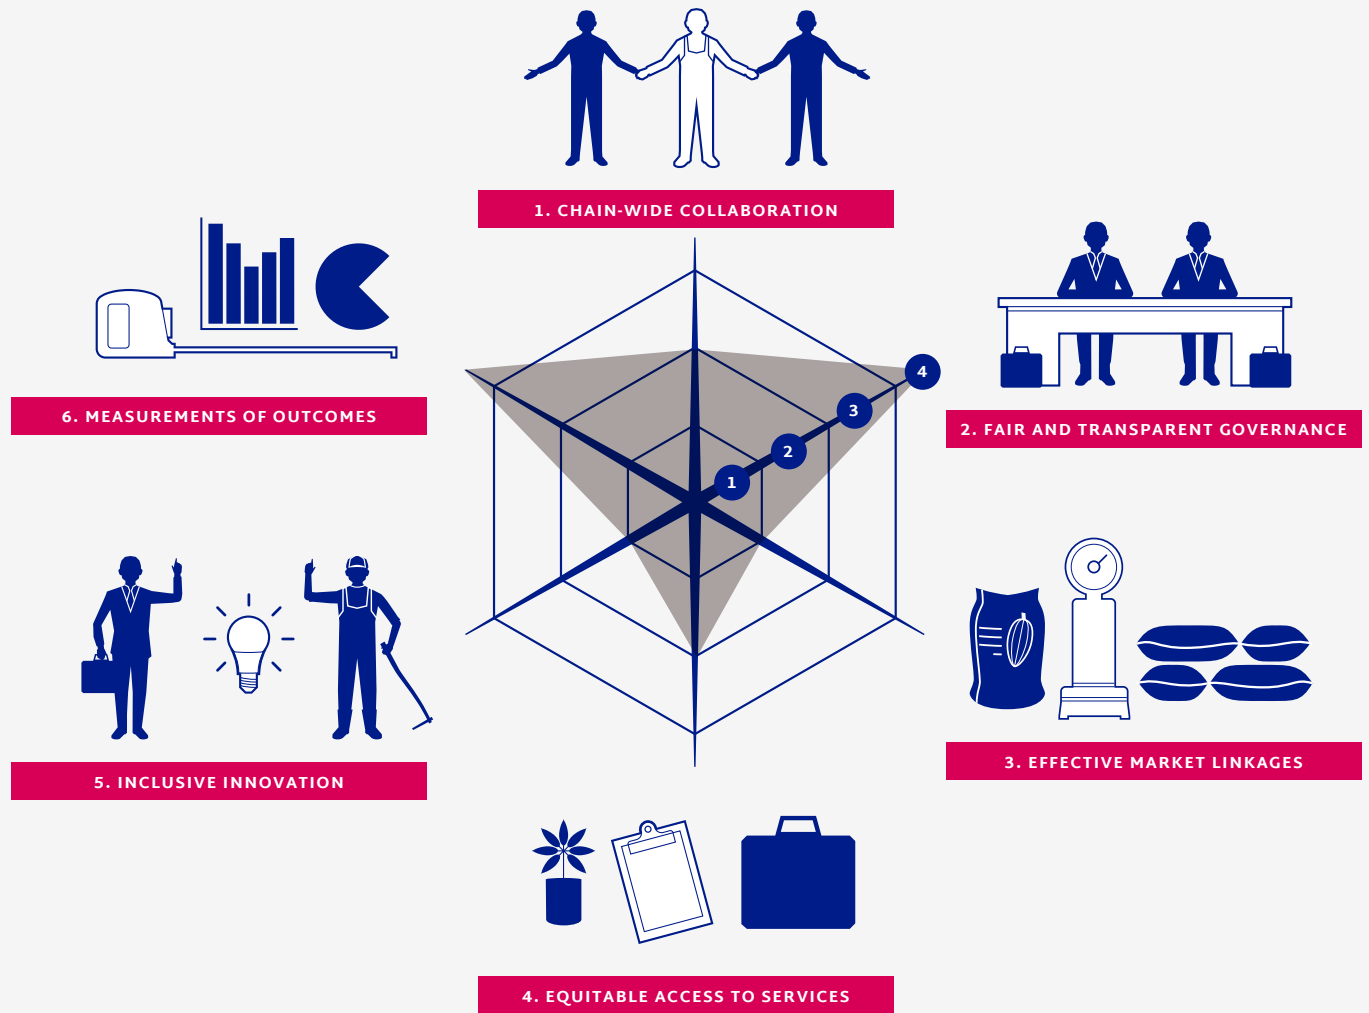 1. CHAIN-WIDE COLLABORATION
6. MEASUREMENTS OF OUTCOMES
2. FAIR AND TRANSPARENT GOVERNANCE
4
3
2
1
5. INCLUSIVE INNOVATION
3. EFFECTIVE MARKET LINKAGES
4. EQUITABLE ACCESS TO SERVICES